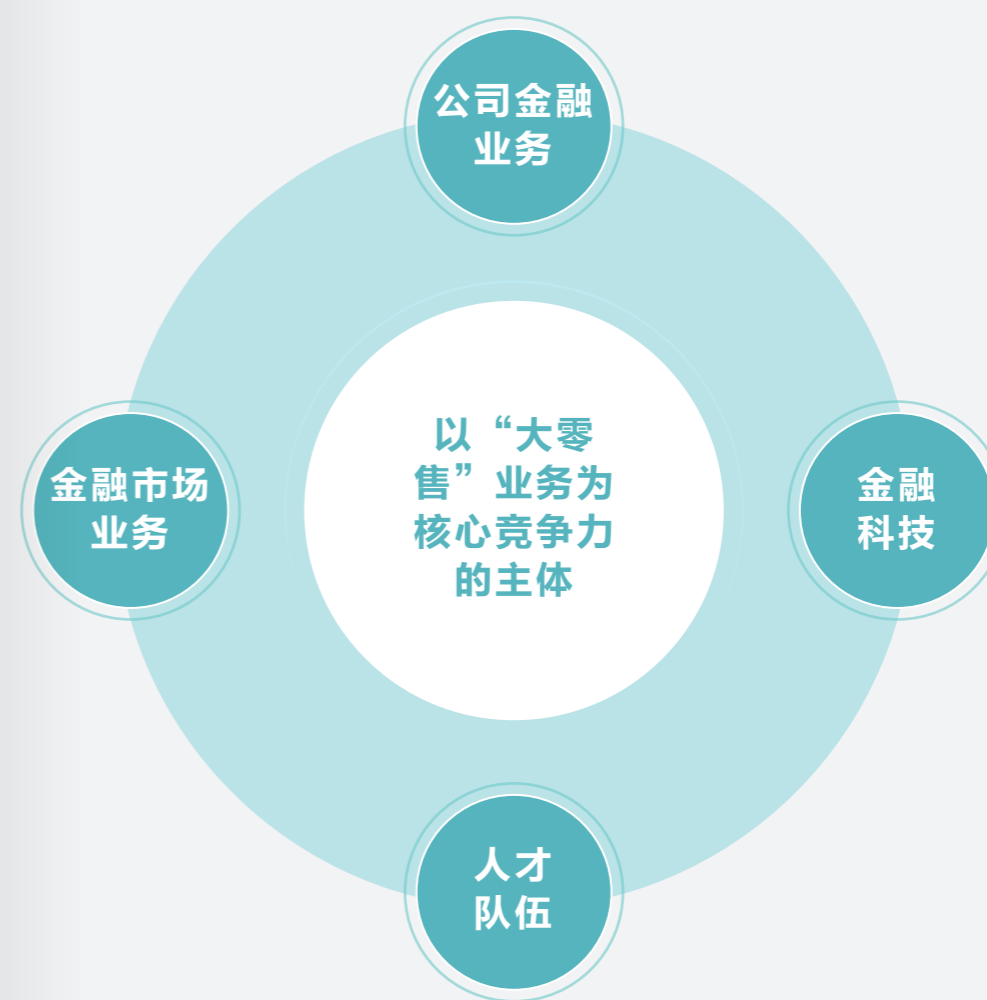 公司金融
业务
以“大零
售”业务为
核心竞争力
的主体
金融市场
业务
金融
科技
人才
队伍